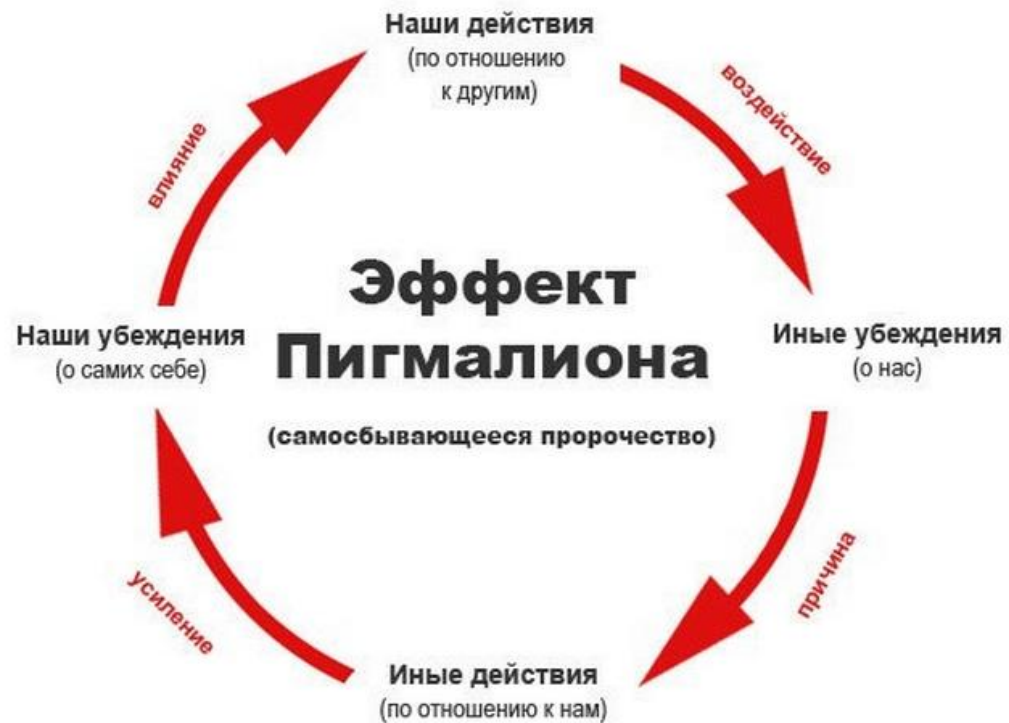 Наши действия
(по отношению
к другим)
воздействие
влияние
Эффект
Пигмалиона
(самосбывающееся пророчество)
Наши убеждения
(о самих себе)
Иные убеждения
(о нас)
причина
усиление
Иные действия
(по отношению к нам)